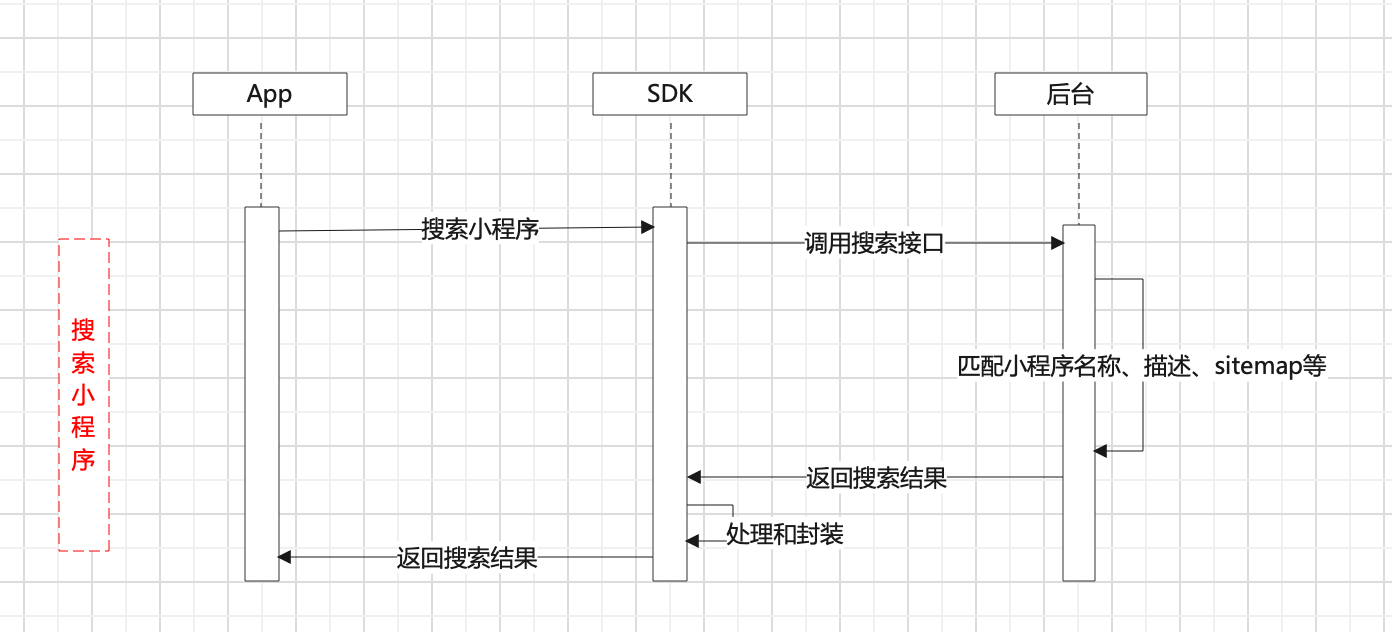 App
SDK
后台
搜索小程序
调用搜索接口
搜索小程序
匹配小程序名称、描述、sitemap等
返回搜索结果
处理和封装
返回搜索结果